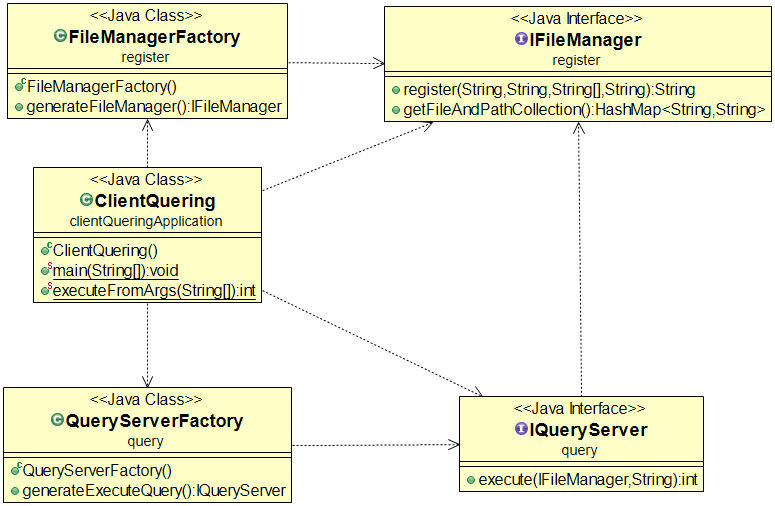 <<Java Class>>
FileManagerFactory
register
FileManagerFactory()
generateFileManager():IFileManager
<<Java Interface>>
IFileManager
register
register(String,String,String[],String):String
getFileAndPathCollection():HashMap<String,String>
<<Java Class>>
ClientQuering
clientQueringApplication
ClientQuering()
main(String[]):void
executeFromArgs(String[]):int
<<Java Class>>
QueryServerFactory
query
QueryServerFactory()
generateExecuteQuery():IQueryServer
<<Java Interface>>
IQueryServer
query
execute(IFileManager,String):int